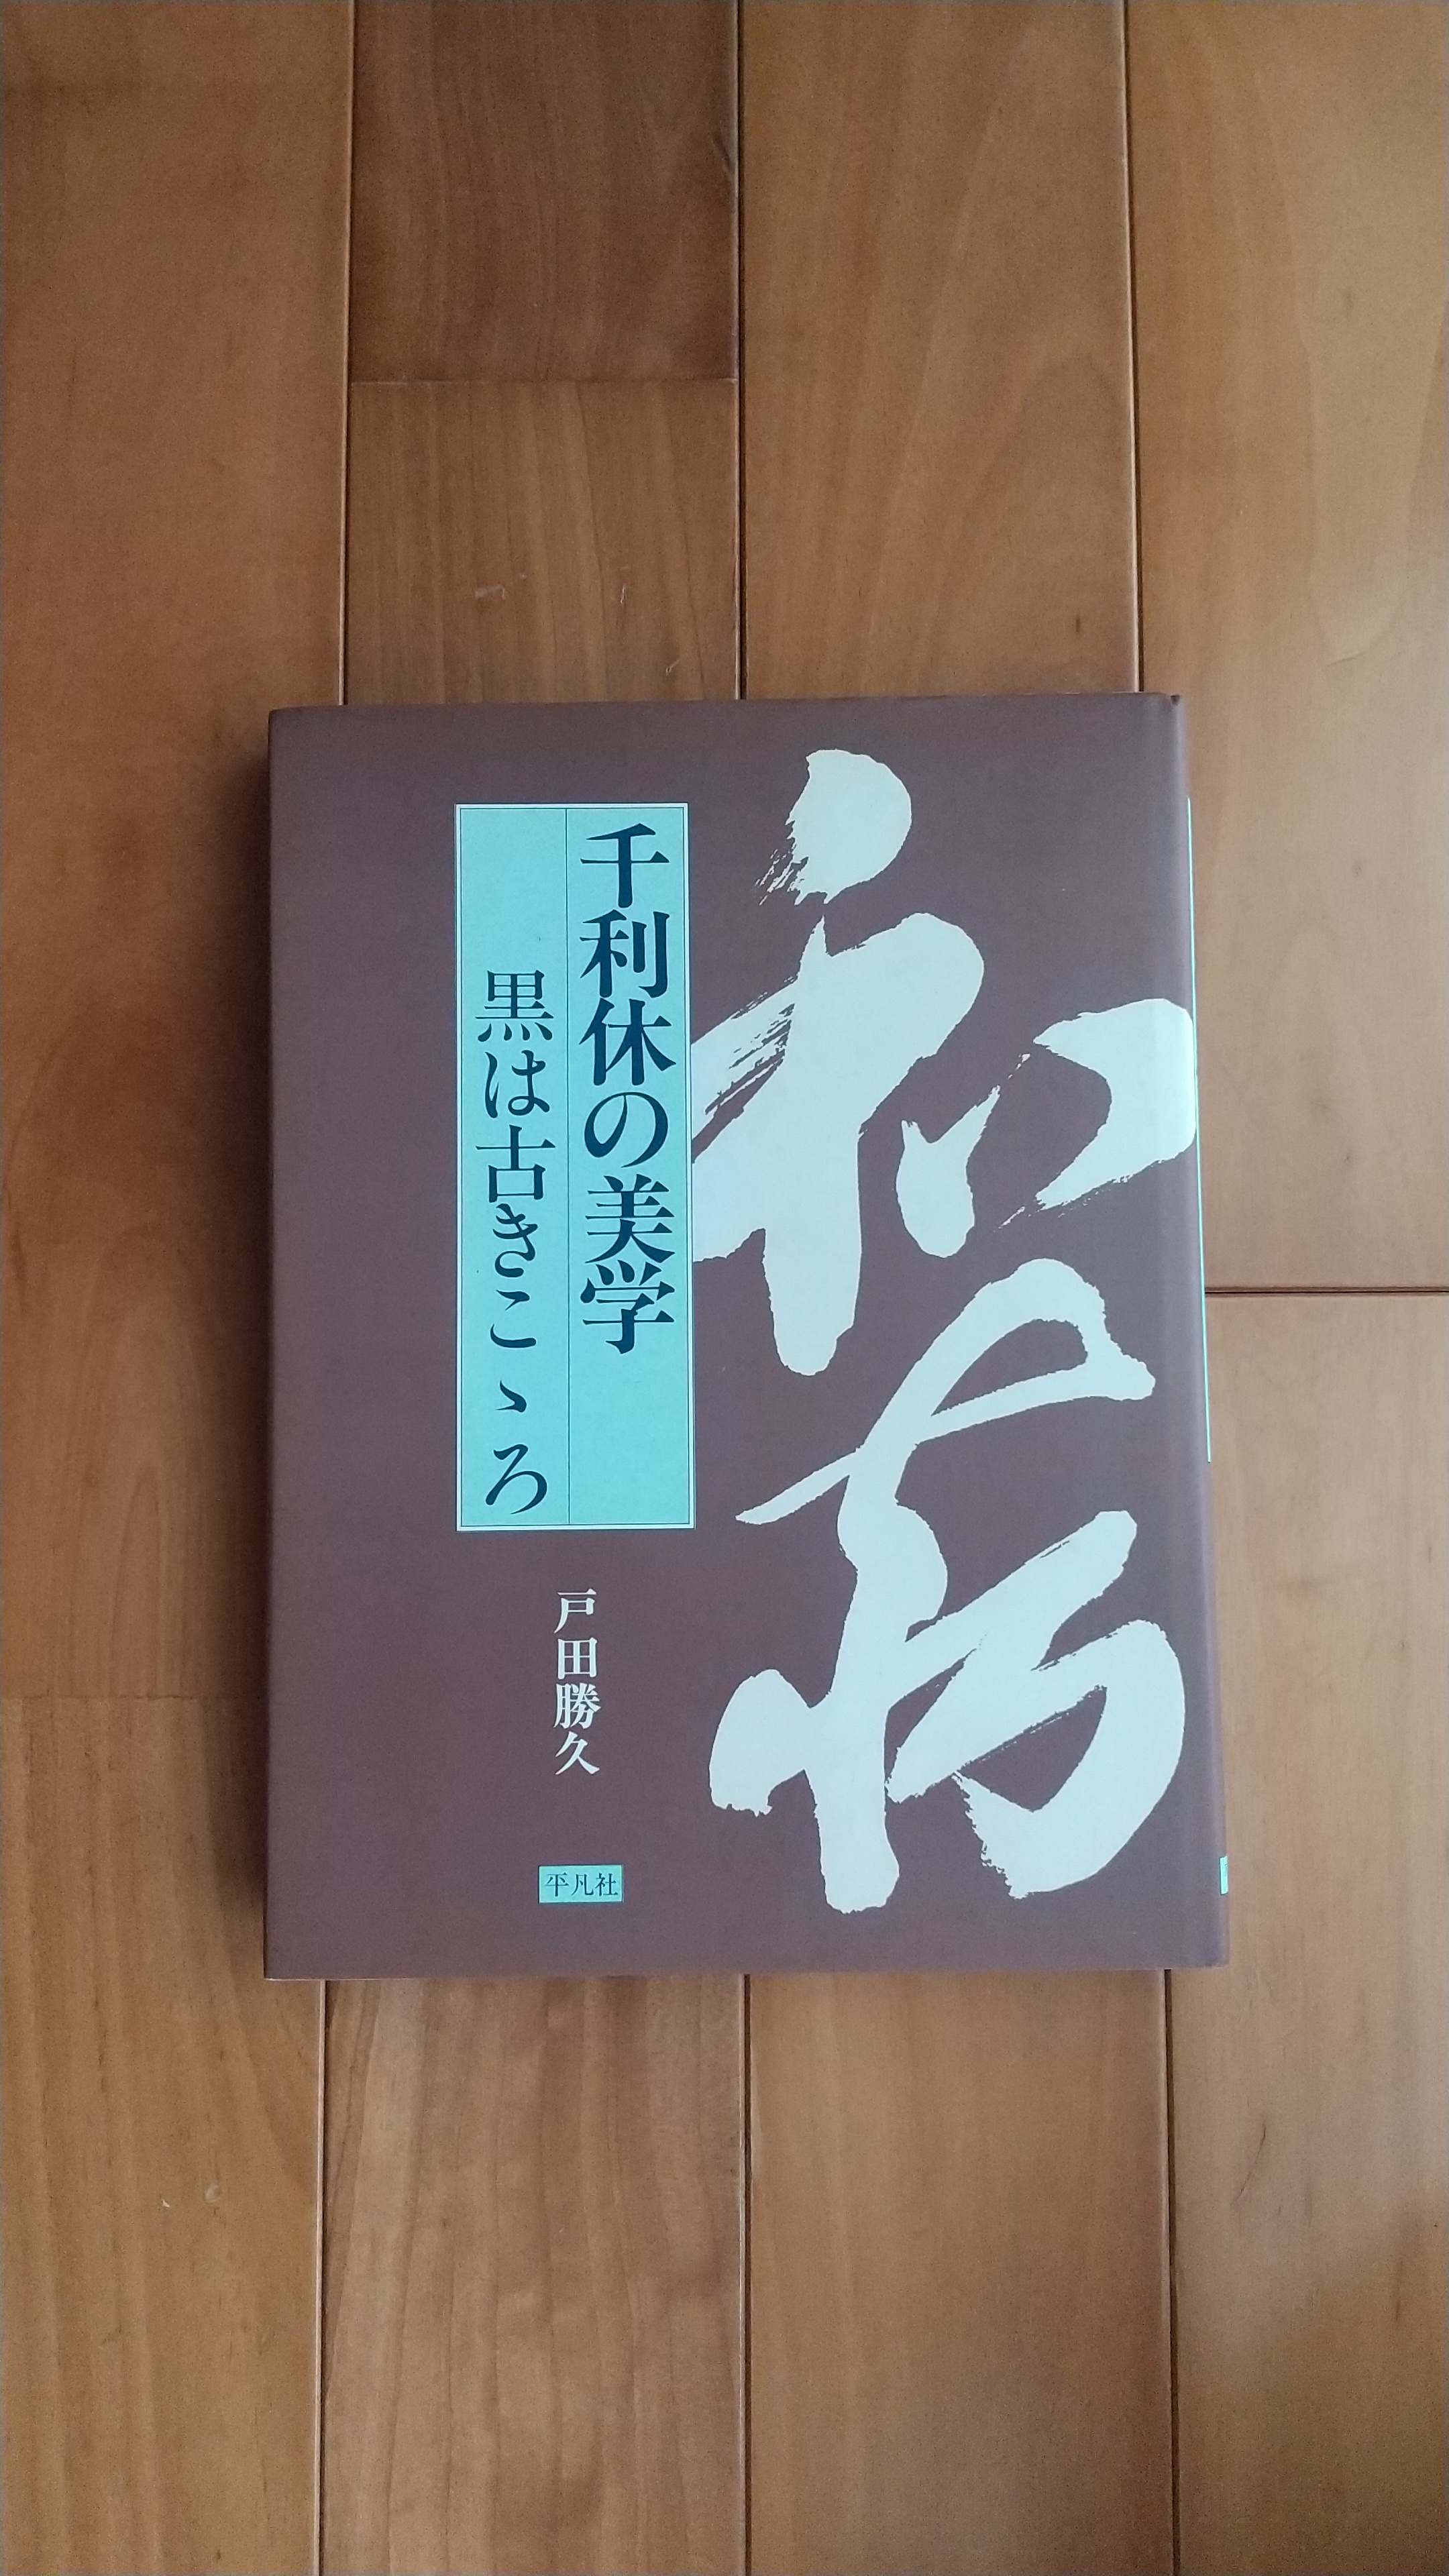 千利休の美学
黒は古きこゝろ
戸田勝久
平凡社